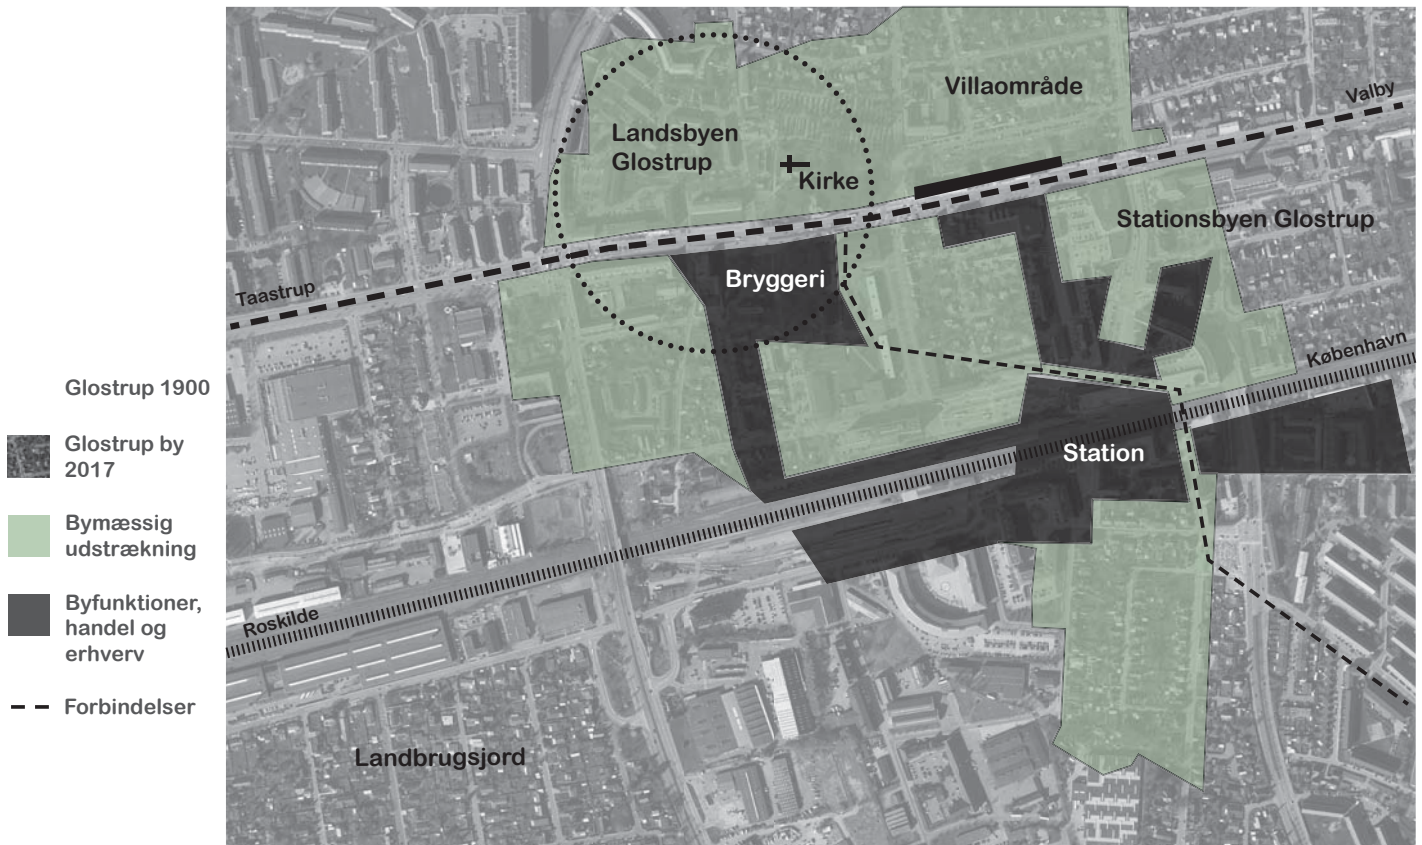 Glostrup 1900
Glostrup by
2017
Bymæssig
udstrækning
Byfunktioner,
handel og
erhverv
Forbindelser
Villaområde
Valby
Landsbyen
Glostrup
Kirke
Stationsbyen Glostrup
Bryggeri
Taastrup
København
Station
Roskilde
Landbrugsjord